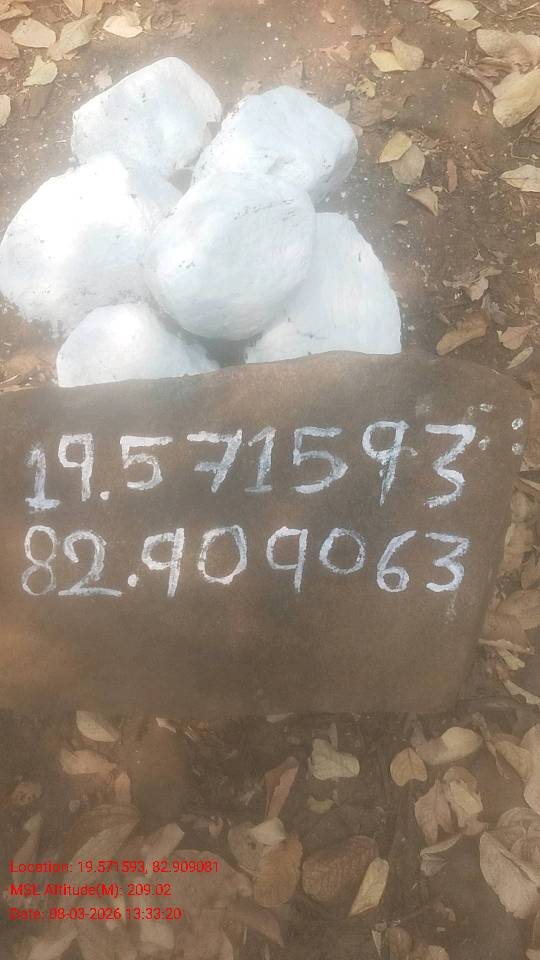 19.571593
82.909063
Location: 19.571593, 82.909081
MSL Altitude(M): 209.02
Date: 08-03-2026 13:33:20